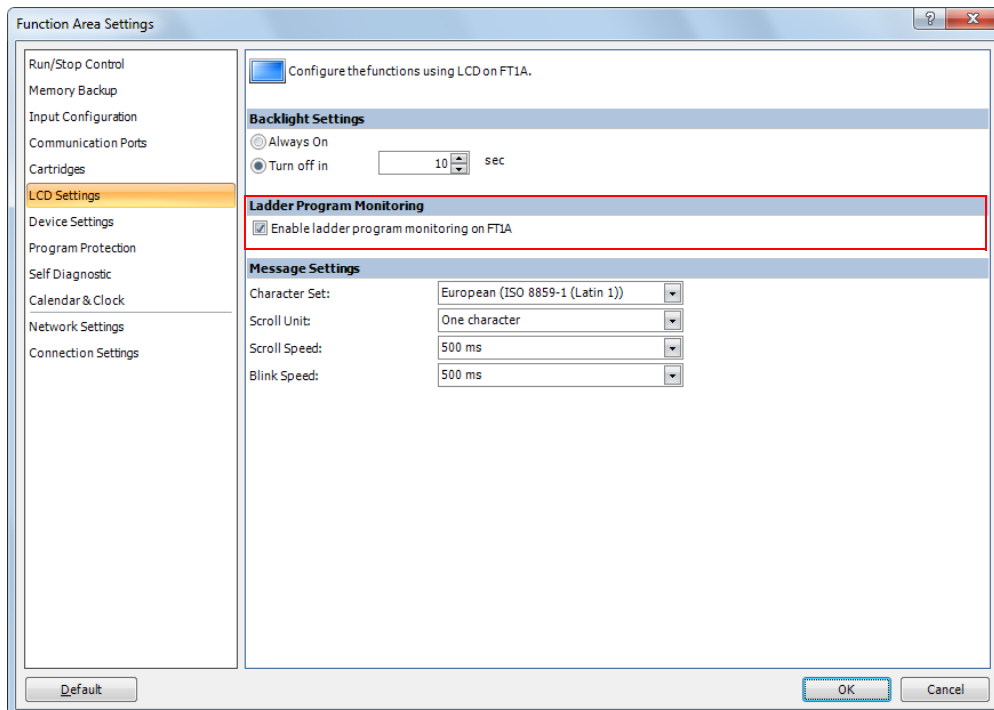 Function Area Settings
?
Run/Stop Control
Memory Backup
Input Configuration
Communication Ports
Cartridges
LCD Settings
Device Settings
Program Protection
Self Diagnostic
Calendar & Clock
Network Settings
Connection Settings
Configure the functions using LCD on FT1A.
Backlight Settings
Always On
Turn off in 10 sec
Ladder Program Monitoring
Enable ladder program monitoring on FT1A
Message Settings
Character Set: European (ISO 8859-1 (Latin 1))
Scroll Unit: One character
Scroll Speed: 500 ms
Blink Speed: 500 ms
Default OK Cancel